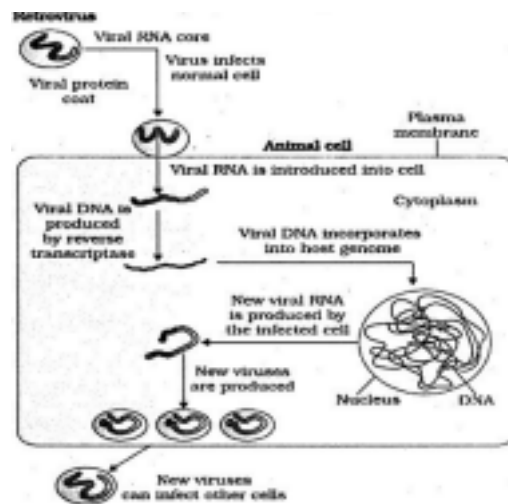 Retrovirus
Viral RNA core
Virus infects
normal cell
Viral protein
coat
Plasma
membrane
Animal cell
Viral RNA is introduced into cell
Cytoplasm
Viral DNA is
produced
by reverse
transcriptase
Viral DNA incorporates
into host genome
New viral RNA
is produced by
the infected cell
New viruses
are produced
Nucleus
DNA
New viruses
can infect other cells